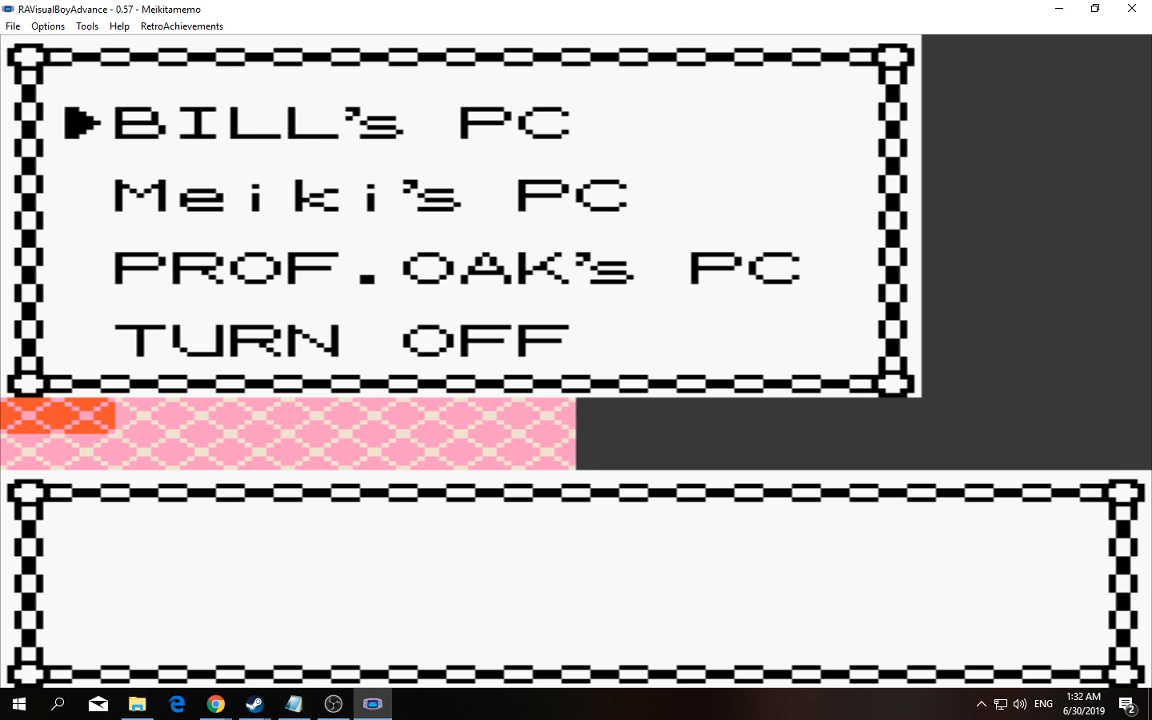 RAVisualBoyAdvance - 0.57 - Meikitamemo
File Options Tools Help RetroAchievements
▶BILL's PC
Meiki's PC
PROF.OAK's PC
TURN OFF
ENG
1:32 AM
6/30/2019
2